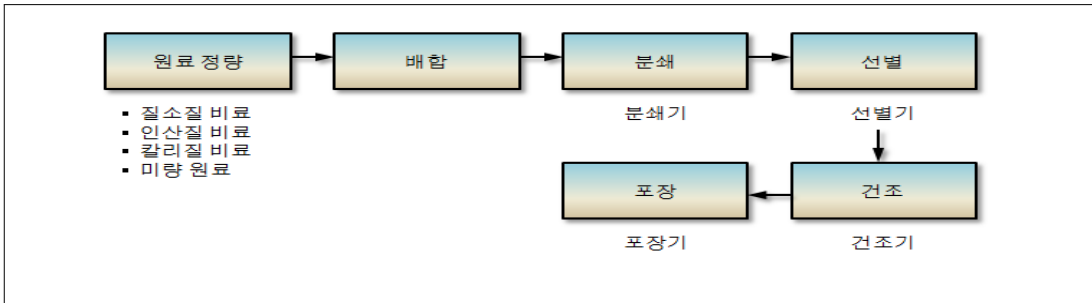 원료 정량
배합
분쇄
선별
▪ 질소질 비료
▪ 인산질 비료
▪ 칼리질 비료
▪ 미량 원료
분쇄기
선별기
포장
건조
포장기
건조기